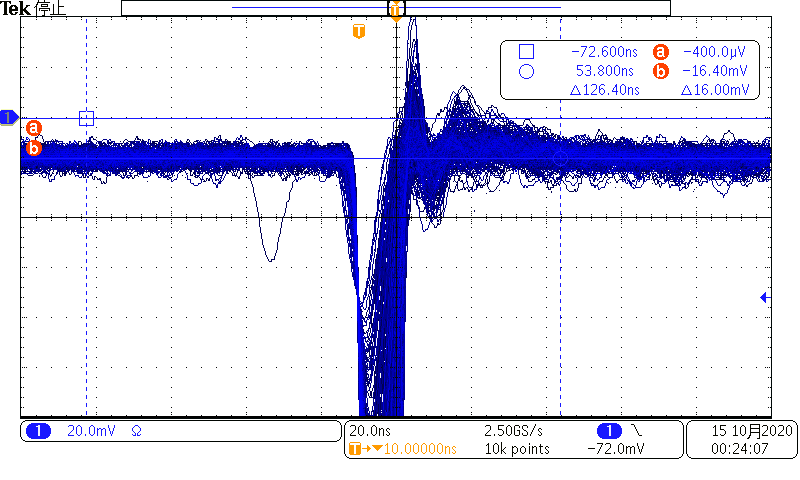 Tek 停止
T
T
−72.600ns a −400.0µV
53.800ns b −16.40mV
Δ126.40ns Δ16.00mV
1
a
b
1 20.0mV Ω
20.0ns 2.50GS/s 1
T→▼10.00000ns 10k points −72.0mV
15 10月2020
00:24:07